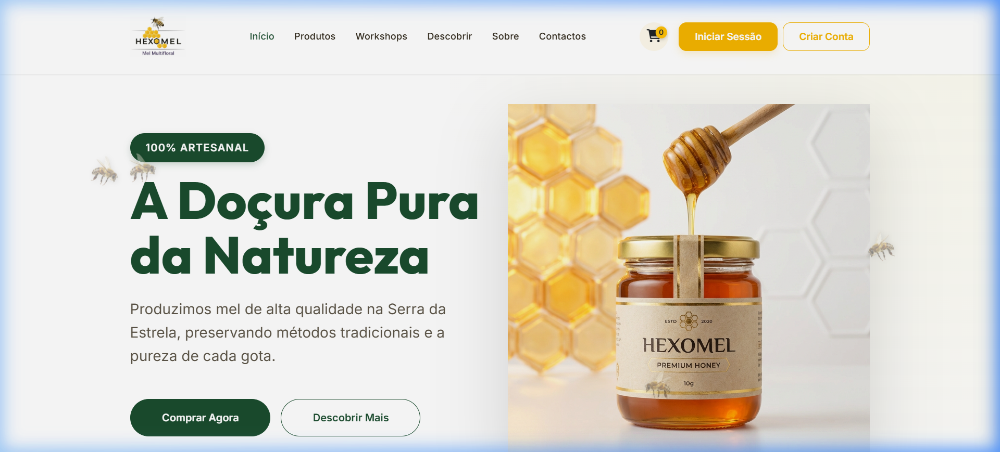 HEXOMEL
Mel Multifloral
Início
Produtos
Workshops
Descobrir
Sobre
Contactos
0
Iniciar Sessão
Criar Conta
100% ARTESANAL
A Doçura Pura
da Natureza
Produzimos mel de alta qualidade na Serra da
Estrela, preservando métodos tradicionais e a
pureza de cada gota.
Comprar Agora
Descobrir Mais
ESTD 2020
HEXOMEL
PREMIUM HONEY
10g